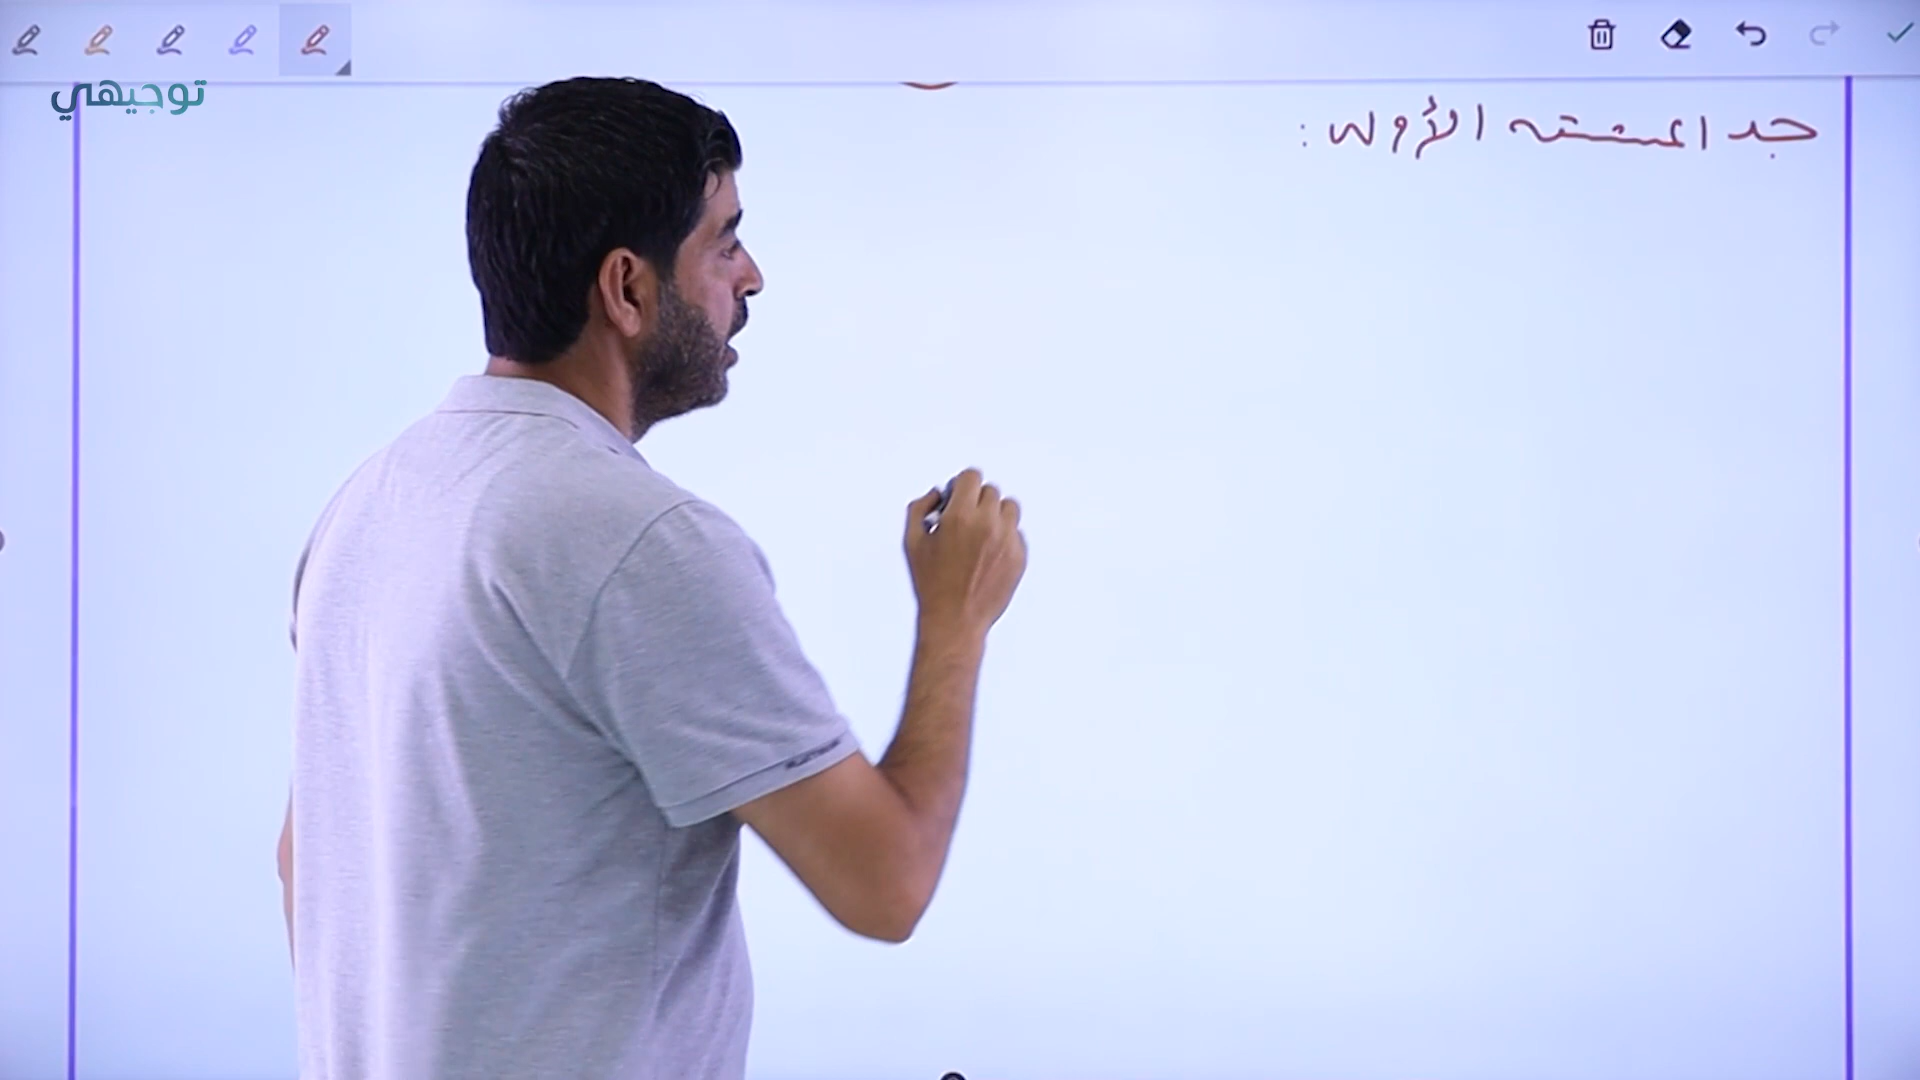 توجيهي
جد المشتقة الأولى :